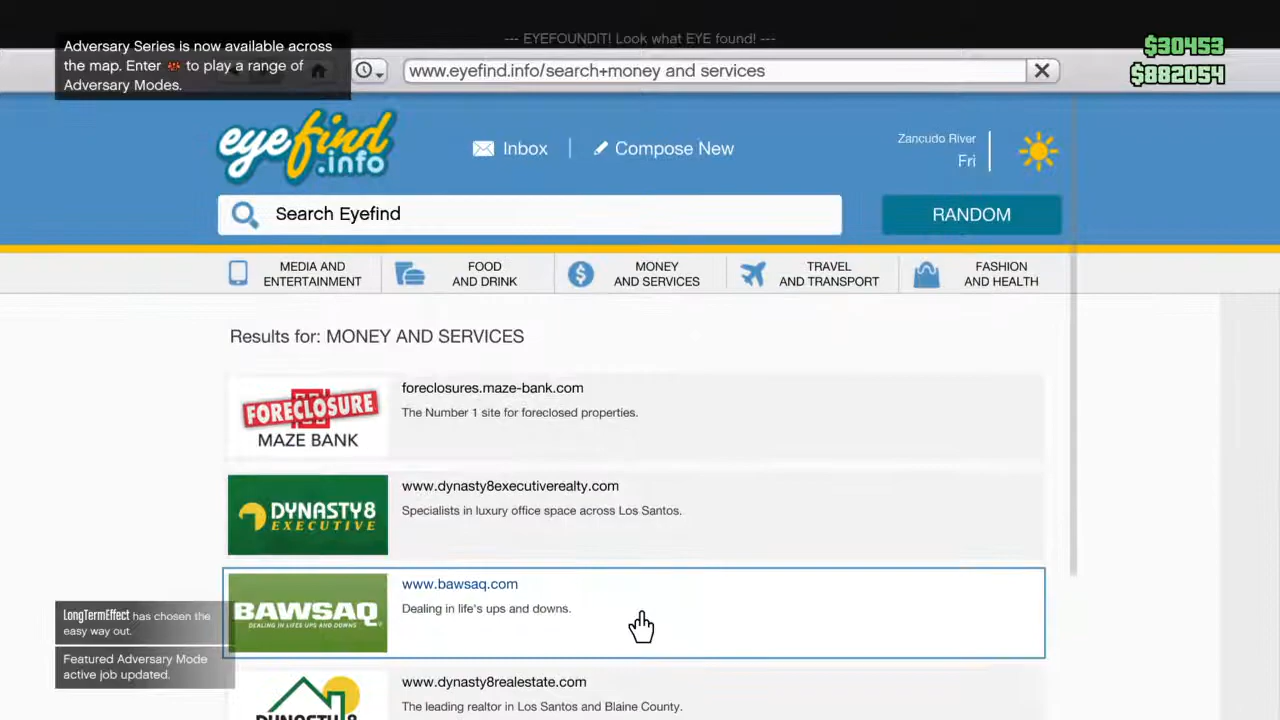 Adversary Series is now available across
the map. Enter to play a range of
Adversary Modes.
--- EYEFOUNDIT! Look what EYE found! ---
www.eyefind.info/search+money and services
$30453
$882054
eyefind
.info
Inbox
Compose New
Zancudo River
Fri
Search Eyefind
RANDOM
MEDIA AND
ENTERTAINMENT
FOOD
AND DRINK
MONEY
AND SERVICES
TRAVEL
AND TRANSPORT
FASHION
AND HEALTH
Results for: MONEY AND SERVICES
FORECLOSURE
MAZE BANK
foreclosures.maze-bank.com
The Number 1 site for foreclosed properties.
DYNASTY8
EXECUTIVE
www.dynasty8executiverealty.com
Specialists in luxury office space across Los Santos.
BAWSAQ
DEALING IN LIFE'S UPS AND DOWNS
www.bawsaq.com
Dealing in life's ups and downs.
LongTermEffect has chosen the
easy way out.
Featured Adversary Mode
active job updated.
DYNASTY 8
www.dynasty8realestate.com
The leading realtor in Los Santos and Blaine County.